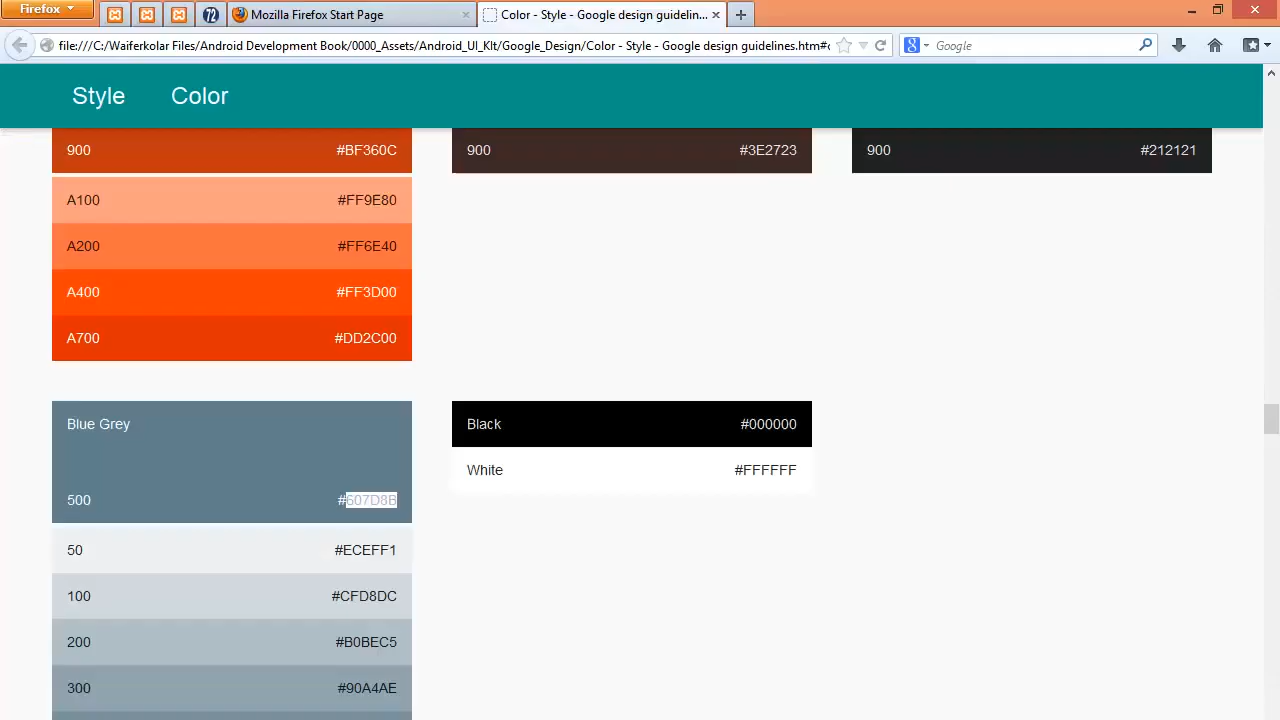 Firefox
72
Mozilla Firefox Start Page
Color - Style - Google design guidelin...
file:///C:/Waiferkolar Files/Android Development Book/0000_Assets/Android_UI_KIt/Google_Design/Color - Style - Google design guidelines.htm#c
Google
Style
Color
900 #BF360C
900 #3E2723
900 #212121
A100 #FF9E80
A200 #FF6E40
A400 #FF3D00
A700 #DD2C00
Blue Grey
500 #607D8B
Black #000000
White #FFFFFF
50 #ECEFF1
100 #CFD8DC
200 #B0BEC5
300 #90A4AE